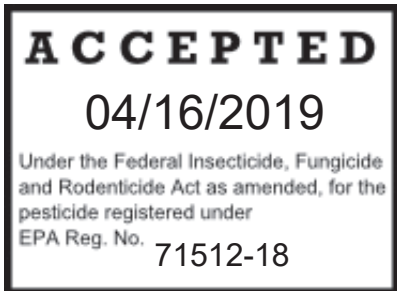 ACCEPTED
04/16/2019
Under the Federal Insecticide, Fungicide
and Rodenticide Act as amended, for the
pesticide registered under
EPA Reg. No. 71512-18